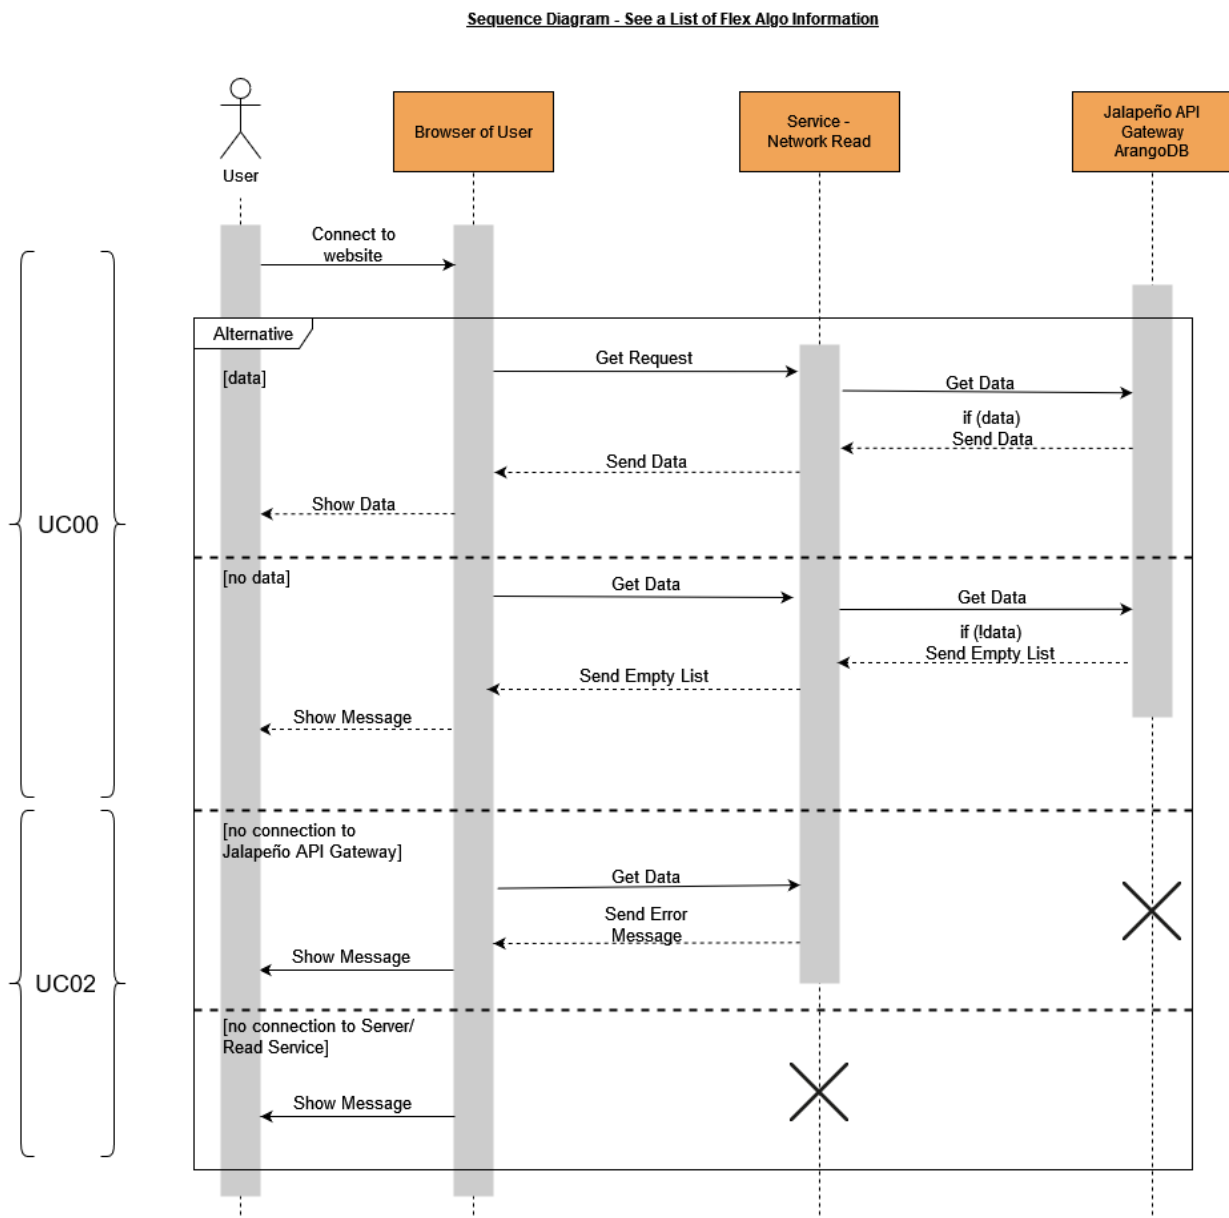 Sequence Diagram - See a List of Flex Algo Information
User
Browser of User
Service -
Network Read
Jalapeño API
Gateway
ArangoDB
Connect to
website
Alternative
[data]
Get Request
Get Data
if (data)
Send Data
Send Data
Show Data
UC00
[no data]
Get Data
Get Data
if (!data)
Send Empty List
Send Empty List
Show Message
[no connection to
Jalapeño API Gateway]
Get Data
Send Error
Message
Show Message
UC02
[no connection to Server/
Read Service]
Show Message